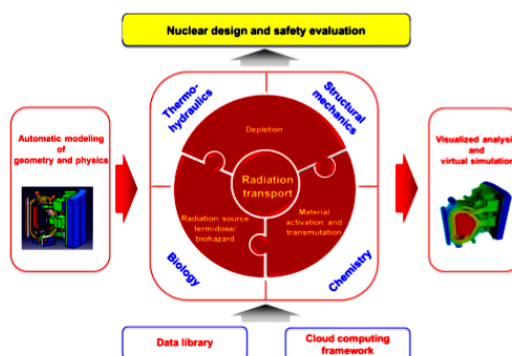 Nuclear design and safety evaluation
Thermo-
hydraulics
Structural
mechanics
Depletion
Automatic modeling
of
geometry and physics
Radiation
transport
Visualized analysis
and
virtual simulation
Radiation source
term/dose/
biohazard
Material
activation and
transmutation
Biology
Chemistry
Data library
Cloud computing
framework